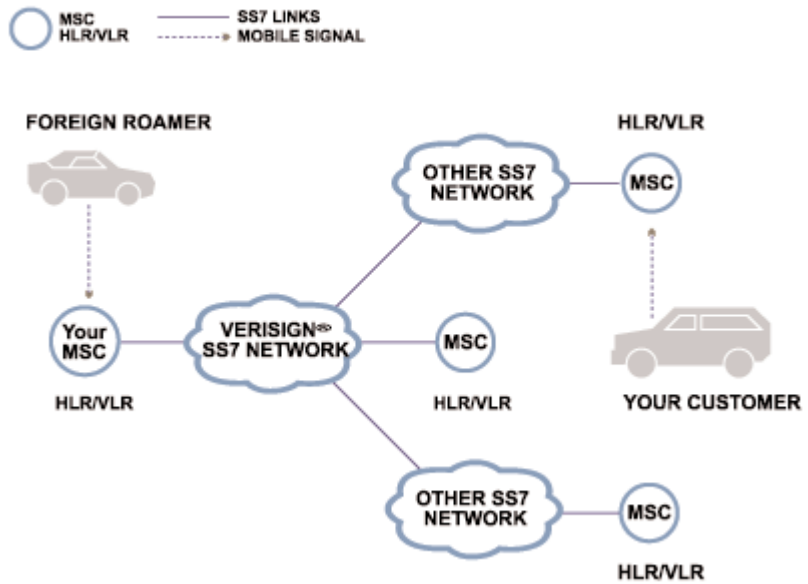 MSC
HLR/VLR
SS7 LINKS
MOBILE SIGNAL
FOREIGN ROAMER
HLR/VLR
OTHER SS7
NETWORK
MSC
Your
MSC
VERISIGN®
SS7 NETWORK
MSC
HLR/VLR
HLR/VLR
YOUR CUSTOMER
OTHER SS7
NETWORK
MSC
HLR/VLR